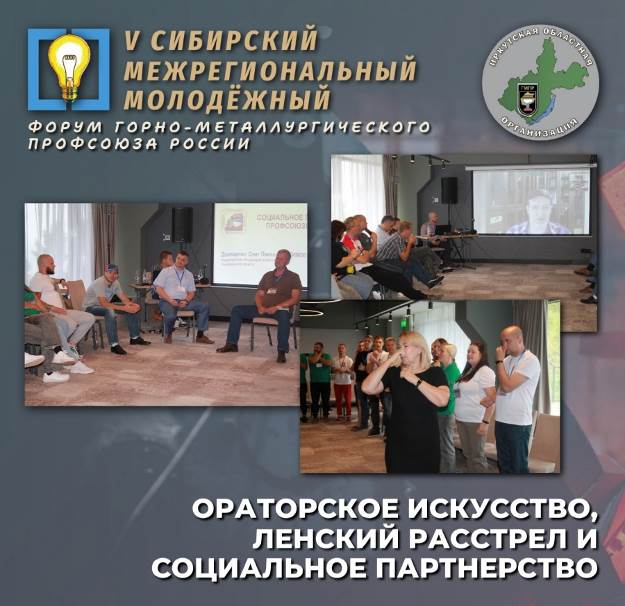 V СИБИРСКИЙ
МЕЖРЕГИОНАЛЬНЫЙ
МОЛОДЁЖНЫЙ
ФОРУМ ГОРНО-МЕТАЛЛУРГИЧЕСКОГО
ПРОФСОЮЗА РОССИИ
ИРКУТСКАЯ ОБЛАСТНАЯ
ГМПР
ОРГАНИЗАЦИЯ
СОЦИАЛЬНОЕ
ПРОФСОЮЗ
ОРАТОРСКОЕ ИСКУССТВО,
ЛЕНСКИЙ РАССТРЕЛ И
СОЦИАЛЬНОЕ ПАРТНЕРСТВО